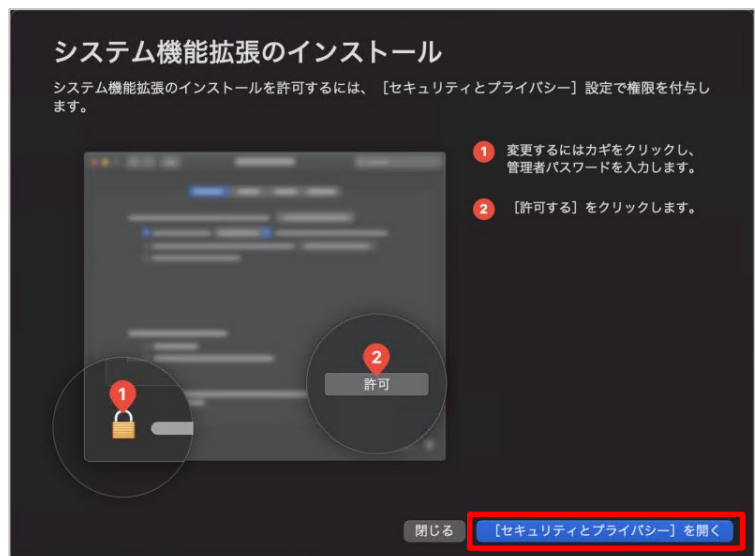 システム機能拡張のインストール
システム機能拡張のインストールを許可するには、［セキュリティとプライバシー］設定で権限を付与し
ます。
1 変更するにはカギをクリックし、
管理者パスワードを入力します。
2 ［許可する］をクリックします。
2
許可
1
閉じる ［セキュリティとプライバシー］を開く